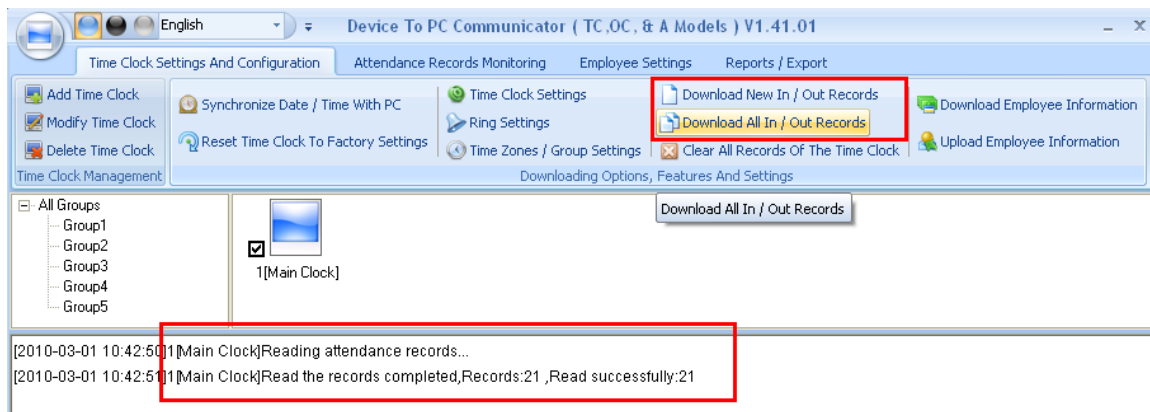 English
Device To PC Communicator ( TC,OC, & A Models ) V1.41.01
Time Clock Settings And Configuration
Attendance Records Monitoring
Employee Settings
Reports / Export
Add Time Clock
Modify Time Clock
Delete Time Clock
Time Clock Management
Synchronize Date / Time With PC
Reset Time Clock To Factory Settings
Time Clock Settings
Ring Settings
Time Zones / Group Settings
Download New In / Out Records
Download All In / Out Records
Clear All Records Of The Time Clock
Download Employee Information
Upload Employee Information
Downloading Options, Features And Settings
Download All In / Out Records
All Groups
Group1
Group2
Group3
Group4
Group5
1[Main Clock]
[2010-03-01 10:42:50]1[Main Clock]Reading attendance records...
[2010-03-01 10:42:51]1[Main Clock]Read the records completed,Records:21 ,Read successfully:21